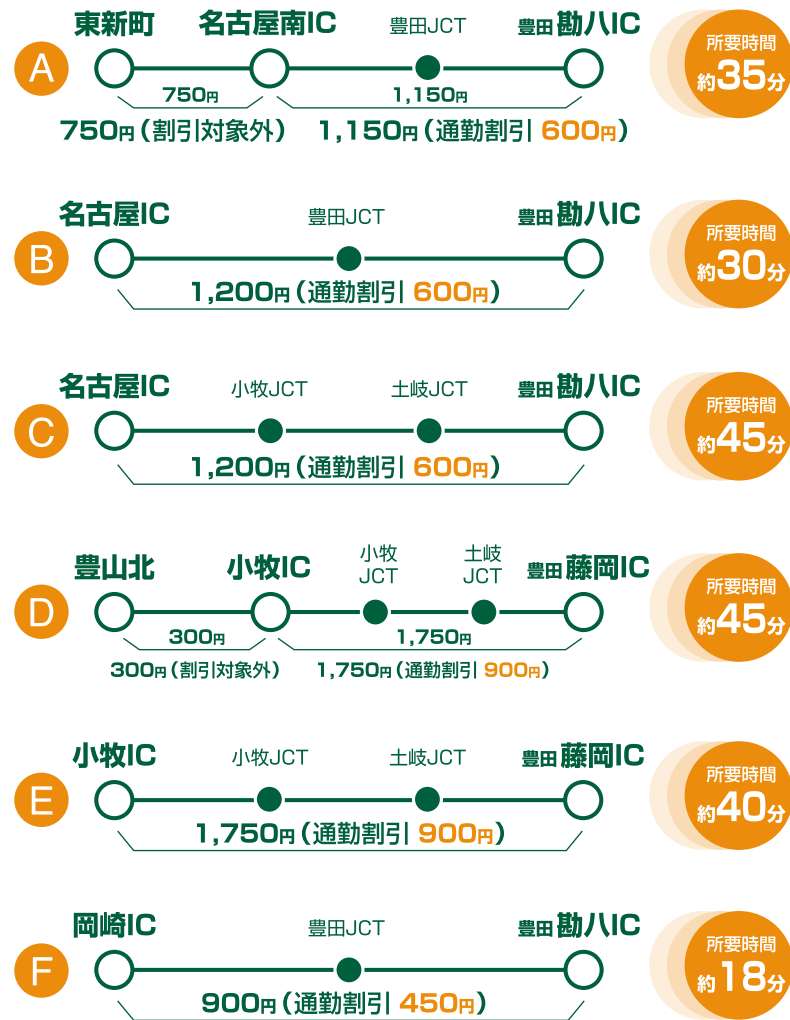 東新町 名古屋南IC 豊田JCT 豊田勘八IC
A
750円 1,150円
750円（割引対象外） 1,150円（通勤割引 600円）
所要時間
約35分
名古屋IC 豊田JCT 豊田勘八IC
B
1,200円（通勤割引 600円）
所要時間
約30分
名古屋IC 小牧JCT 土岐JCT 豊田勘八IC
C
1,200円（通勤割引 600円）
所要時間
約45分
豊山北 小牧IC 小牧JCT 土岐JCT 豊田藤岡IC
D
300円 1,750円
300円（割引対象外） 1,750円（通勤割引 900円）
所要時間
約45分
小牧IC 小牧JCT 土岐JCT 豊田藤岡IC
E
1,750円（通勤割引 900円）
所要時間
約40分
岡崎IC 豊田JCT 豊田勘八IC
F
900円（通勤割引 450円）
所要時間
約18分